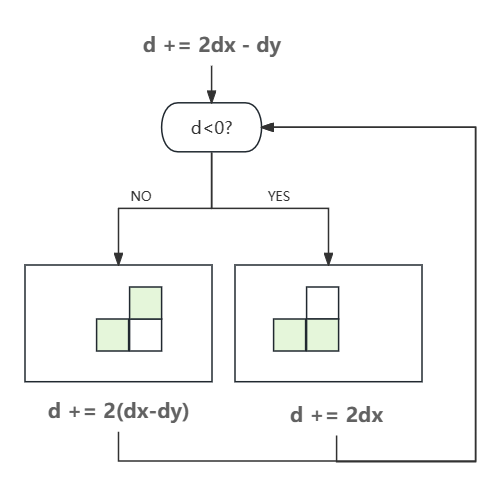 d += 2dx - dy
d<0?
NO
YES
d += 2(dx-dy)
d += 2dx